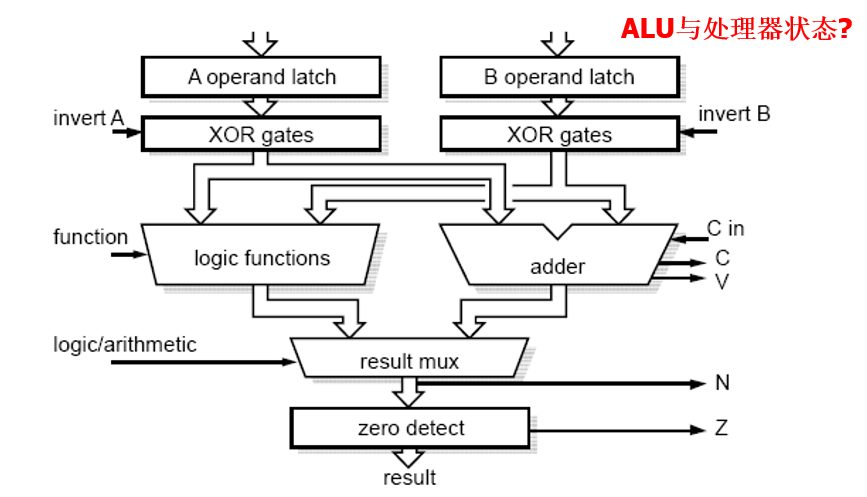 ALU与处理器状态?
A operand latch
B operand latch
invert A
XOR gates
XOR gates
invert B
function
logic functions
adder
C in
C
V
logic/arithmetic
result mux
N
zero detect
Z
result